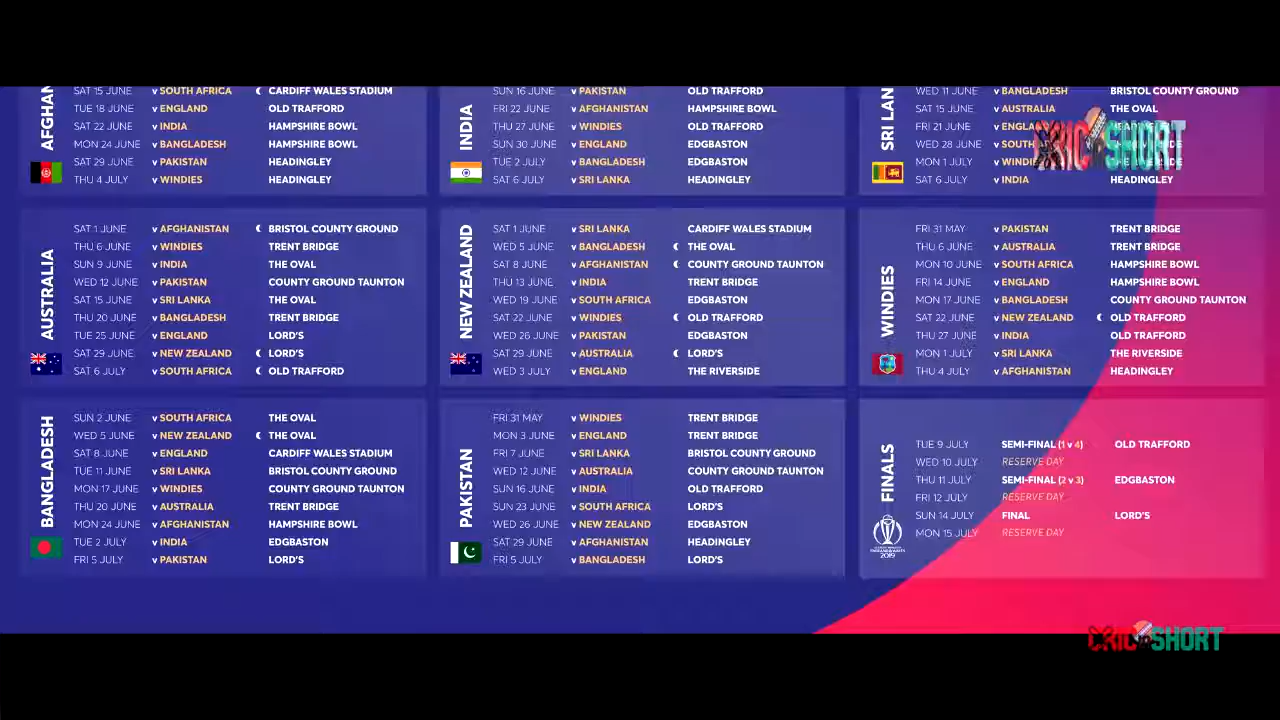 AFGHAN
SAT 15 JUNE v SOUTH AFRICA CARDIFF WALES STADIUM
TUE 18 JUNE v ENGLAND OLD TRAFFORD
SAT 22 JUNE v INDIA HAMPSHIRE BOWL
MON 24 JUNE v BANGLADESH HAMPSHIRE BOWL
SAT 29 JUNE v PAKISTAN HEADINGLEY
THU 4 JULY v WINDIES HEADINGLEY
INDIA
SUN 16 JUNE v PAKISTAN OLD TRAFFORD
FRI 22 JUNE v AFGHANISTAN HAMPSHIRE BOWL
THU 27 JUNE v WINDIES OLD TRAFFORD
SUN 30 JUNE v ENGLAND EDGBASTON
TUE 2 JULY v BANGLADESH EDGBASTON
SAT 6 JULY v SRI LANKA HEADINGLEY
SRI LAN
WED 11 JUNE v BANGLADESH BRISTOL COUNTY GROUND
SAT 15 JUNE v AUSTRALIA THE OVAL
FRI 21 JUNE v
WED 28 JUNE v
MON 1 JULY v
SAT 6 JULY v INDIA HEADINGLEY
CRIC SHORT
AUSTRALIA
SAT 1 JUNE v AFGHANISTAN BRISTOL COUNTY GROUND
THU 6 JUNE v WINDIES TRENT BRIDGE
SUN 9 JUNE v INDIA THE OVAL
WED 12 JUNE v PAKISTAN COUNTY GROUND TAUNTON
SAT 15 JUNE v SRI LANKA THE OVAL
THU 20 JUNE v BANGLADESH TRENT BRIDGE
TUE 25 JUNE v ENGLAND LORD'S
SAT 29 JUNE v NEW ZEALAND LORD'S
SAT 6 JULY v SOUTH AFRICA OLD TRAFFORD
NEW ZEALAND
SAT 1 JUNE v SRI LANKA CARDIFF WALES STADIUM
WED 5 JUNE v BANGLADESH THE OVAL
SAT 8 JUNE v AFGHANISTAN COUNTY GROUND TAUNTON
THU 13 JUNE v INDIA TRENT BRIDGE
WED 19 JUNE v SOUTH AFRICA EDGBASTON
SAT 22 JUNE v WINDIES OLD TRAFFORD
WED 26 JUNE v PAKISTAN EDGBASTON
SAT 29 JUNE v AUSTRALIA LORD'S
WED 3 JULY v ENGLAND THE RIVERSIDE
WINDIES
FRI 31 MAY v PAKISTAN TRENT BRIDGE
THU 6 JUNE v AUSTRALIA TRENT BRIDGE
MON 10 JUNE v SOUTH AFRICA HAMPSHIRE BOWL
FRI 14 JUNE v ENGLAND HAMPSHIRE BOWL
MON 17 JUNE v BANGLADESH COUNTY GROUND TAUNTON
SAT 22 JUNE v NEW ZEALAND OLD TRAFFORD
THU 27 JUNE v INDIA OLD TRAFFORD
MON 1 JULY v SRI LANKA THE RIVERSIDE
THU 4 JULY v AFGHANISTAN HEADINGLEY
BANGLADESH
SUN 2 JUNE v SOUTH AFRICA THE OVAL
WED 5 JUNE v NEW ZEALAND THE OVAL
SAT 8 JUNE v ENGLAND CARDIFF WALES STADIUM
TUE 11 JUNE v SRI LANKA BRISTOL COUNTY GROUND
MON 17 JUNE v WINDIES COUNTY GROUND TAUNTON
THU 20 JUNE v AUSTRALIA TRENT BRIDGE
MON 24 JUNE v AFGHANISTAN HAMPSHIRE BOWL
TUE 2 JULY v INDIA EDGBASTON
FRI 5 JULY v PAKISTAN LORD'S
PAKISTAN
FRI 31 MAY v WINDIES TRENT BRIDGE
MON 3 JUNE v ENGLAND TRENT BRIDGE
FRI 7 JUNE v SRI LANKA BRISTOL COUNTY GROUND
WED 12 JUNE v AUSTRALIA COUNTY GROUND TAUNTON
SUN 16 JUNE v INDIA OLD TRAFFORD
SUN 23 JUNE v SOUTH AFRICA LORD'S
WED 26 JUNE v NEW ZEALAND EDGBASTON
SAT 29 JUNE v AFGHANISTAN HEADINGLEY
FRI 5 JULY v BANGLADESH LORD'S
FINALS
TUE 9 JULY SEMI-FINAL (1 v 4) OLD TRAFFORD
WED 10 JULY RESERVE DAY
THU 11 JULY SEMI-FINAL (2 v 3) EDGBASTON
FRI 12 JULY RESERVE DAY
SUN 14 JULY FINAL LORD'S
MON 15 JULY RESERVE DAY
2019
CRIC SHORT